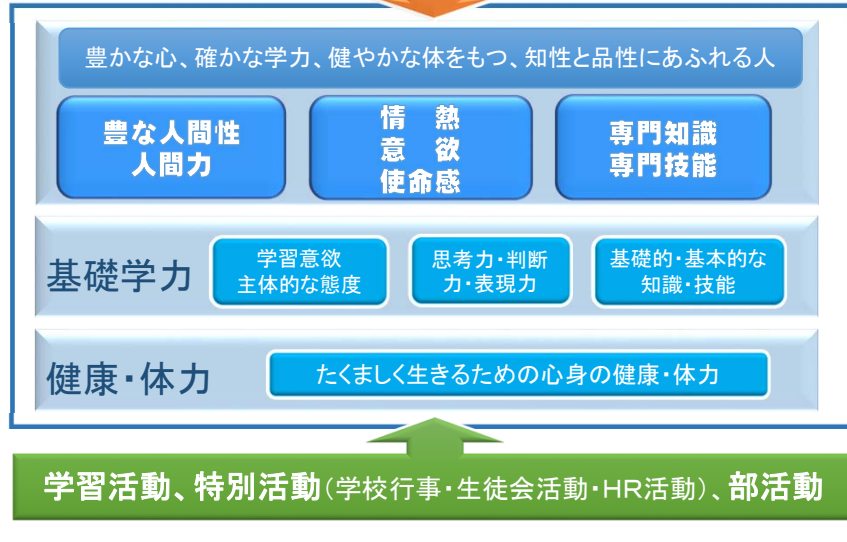 豊かな心、確かな学力、健やかな体をもつ、知性と品性にあふれる人
豊な人間性
人間力
情　熱
意　欲
使命感
専門知識
専門技能
基礎学力
学習意欲
主体的な態度
思考力・判断
力・表現力
基礎的・基本的な
知識・技能
健康・体力
たくましく生きるための心身の健康・体力
学習活動、特別活動(学校行事・生徒会活動・HR活動)、部活動